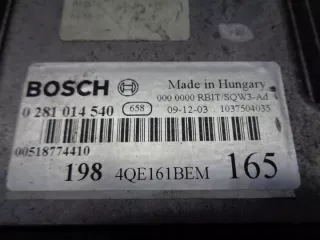 BOSCH Made in Hungary
000 0000 RBIT/SQW3-Ad
0 281 014 540 658 09-12-03 1037504035
00518774410
198 4QE161BEM 165